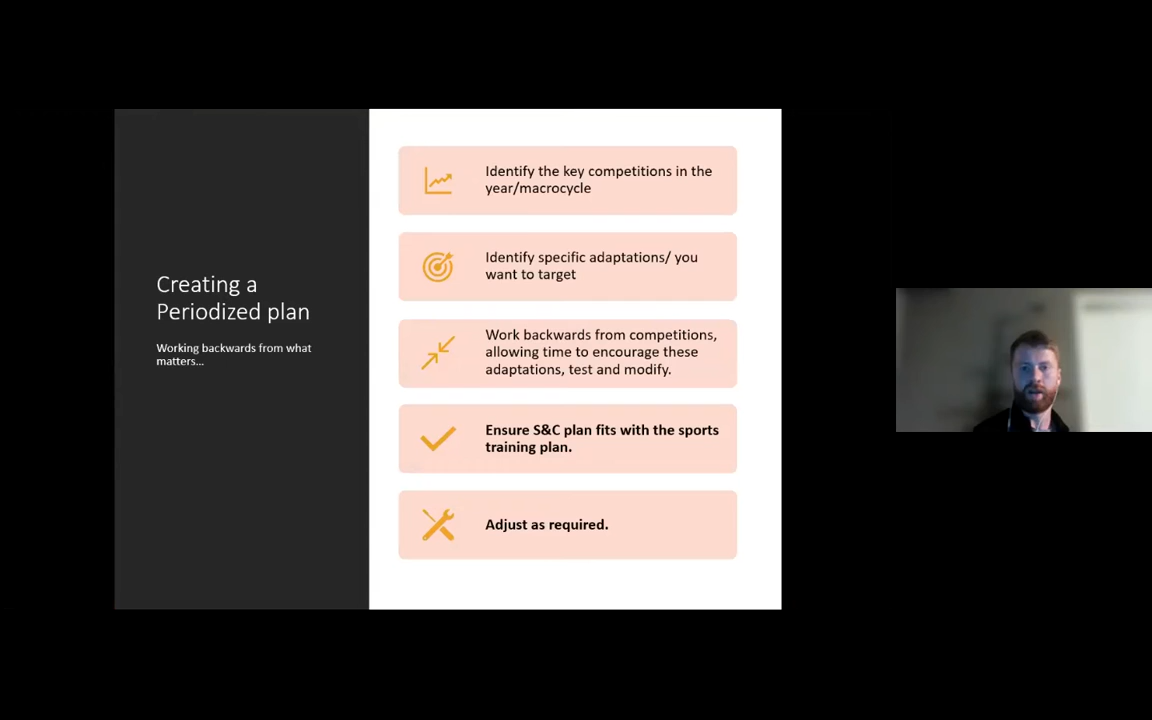 Creating a
Periodized plan
Working backwards from what
matters...
Identify the key competitions in the
year/macrocycle
Identify specific adaptations/ you
want to target
Work backwards from competitions,
allowing time to encourage these
adaptations, test and modify.
Ensure S&C plan fits with the sports
training plan.
Adjust as required.